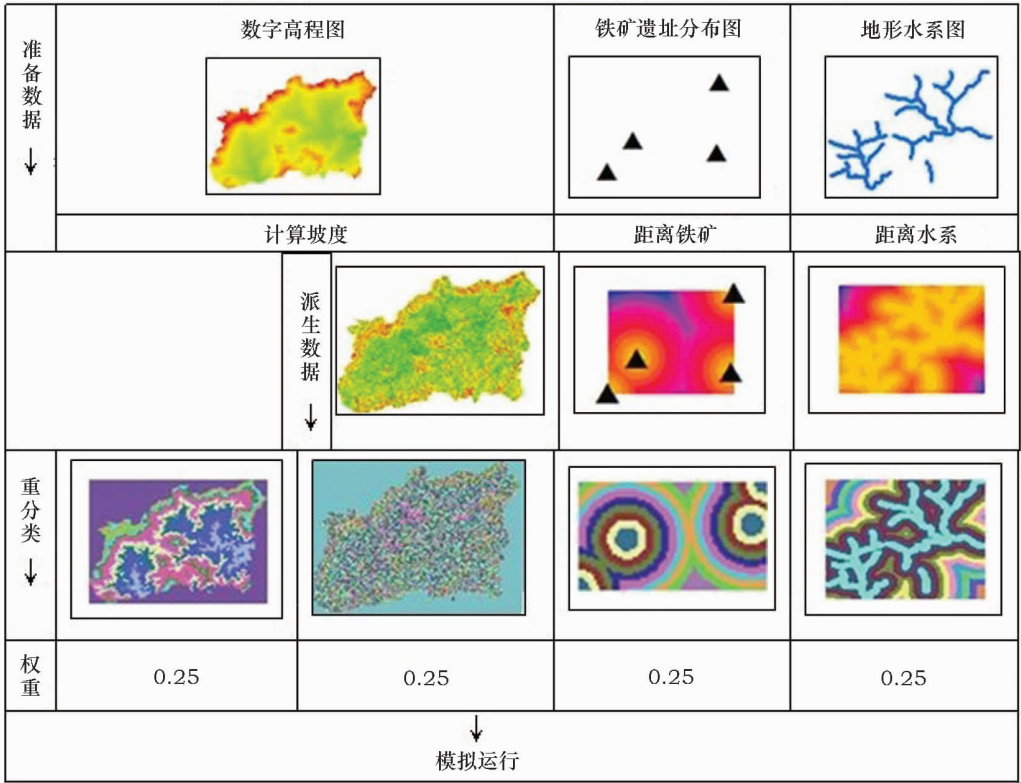 准备数据
数字高程图
铁矿遗址分布图
地形水系图
计算坡度
距离铁矿
距离水系
派生数据
重分类
权重
0.25
0.25
0.25
0.25
模拟运行